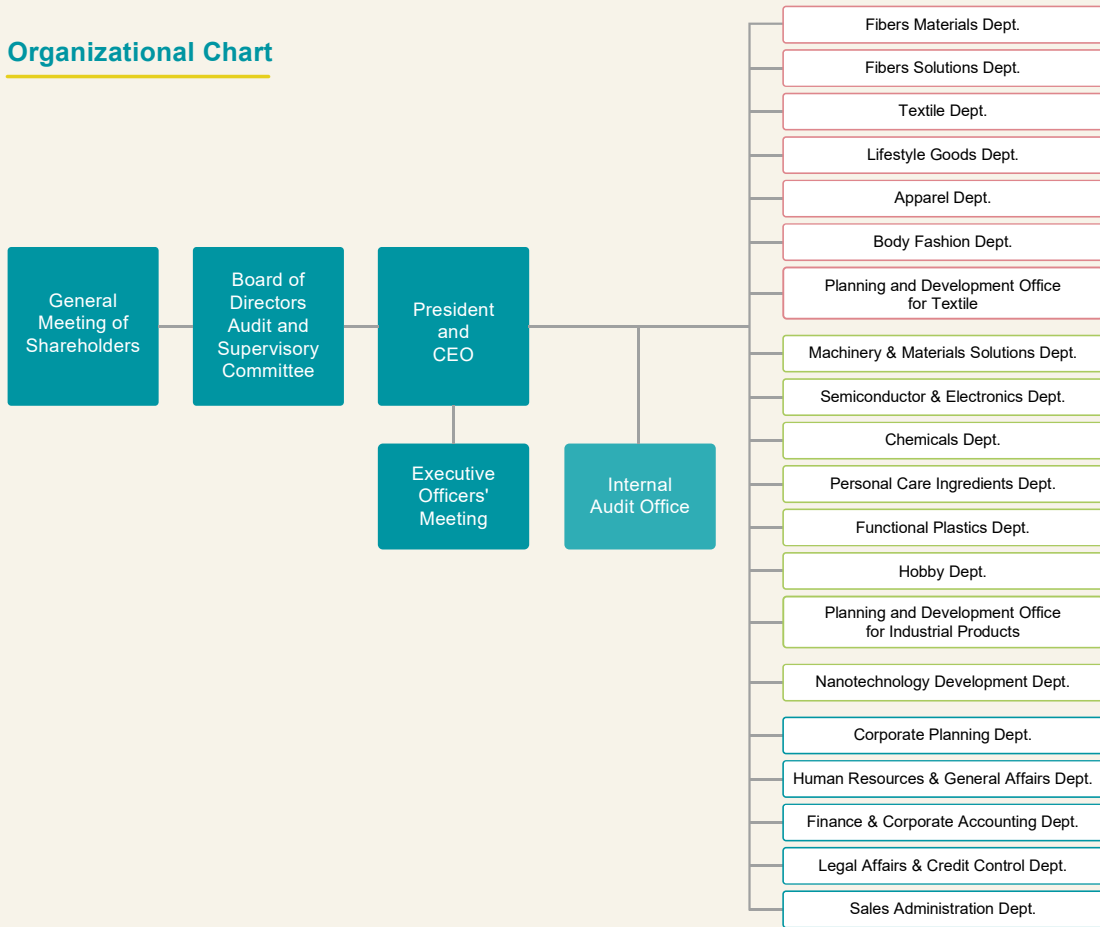 Organizational Chart
General
Meeting of
Shareholders
Board of
Directors
Audit and
Supervisory
Committee
President
and
CEO
Executive
Officers'
Meeting
Internal
Audit Office
Fibers Materials Dept.
Fibers Solutions Dept.
Textile Dept.
Lifestyle Goods Dept.
Apparel Dept.
Body Fashion Dept.
Planning and Development Office
for Textile
Machinery & Materials Solutions Dept.
Semiconductor & Electronics Dept.
Chemicals Dept.
Personal Care Ingredients Dept.
Functional Plastics Dept.
Hobby Dept.
Planning and Development Office
for Industrial Products
Nanotechnology Development Dept.
Corporate Planning Dept.
Human Resources & General Affairs Dept.
Finance & Corporate Accounting Dept.
Legal Affairs & Credit Control Dept.
Sales Administration Dept.